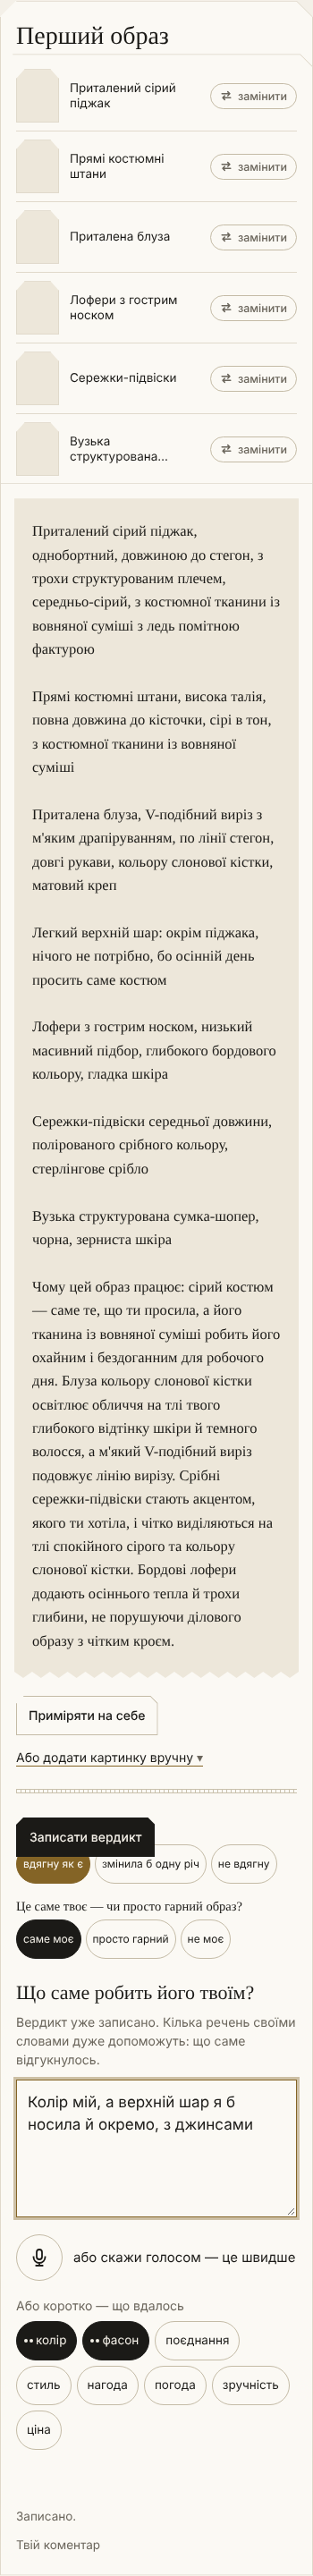 Перший образ
Приталений сірий
піджак
⇄ замінити
Прямі костюмні
штани
⇄ замінити
Приталена блуза
⇄ замінити
Лофери з гострим
носком
⇄ замінити
Сережки-підвіски
⇄ замінити
Вузька
структурована...
⇄ замінити
Приталений сірий піджак,
однобортний, довжиною до стегон, з
трохи структурованим плечем,
середньо-сірий, з костюмної тканини із
вовняної суміші з ледь помітною
фактурою
Прямі костюмні штани, висока талія,
повна довжина до кісточки, сірі в тон,
з костюмної тканини із вовняної
суміші
Приталена блуза, V-подібний виріз з
м'яким драпіруванням, по лінії стегон,
довгі рукави, кольору слонової кістки,
матовий креп
Легкий верхній шар: окрім піджака,
нічого не потрібно, бо осінній день
просить саме костюм
Лофери з гострим носком, низький
масивний підбор, глибокого бордового
кольору, гладка шкіра
Сережки-підвіски середньої довжини,
полірованого срібного кольору,
стерлінгове срібло
Вузька структурована сумка-шопер,
чорна, зерниста шкіра
Чому цей образ працює: сірий костюм
— саме те, що ти просила, а його
тканина із вовняної суміші робить його
охайним і бездоганним для робочого
дня. Блуза кольору слонової кістки
освітлює обличчя на тлі твого
глибокого відтінку шкіри й темного
волосся, а м'який V-подібний виріз
подовжує лінію вирізу. Срібні
сережки-підвіски стають акцентом,
якого ти хотіла, і чітко виділяються на
тлі спокійного сірого та кольору
слонової кістки. Бордові лофери
додають осіннього тепла й трохи
глибини, не порушуючи ділового
образу з чітким кроєм.
Приміряти на себе
Або додати картинку вручну ▾
Записати вердикт
вдягну як є
змінила б одну річ
не вдягну
Це саме твоє — чи просто гарний образ?
саме моє
просто гарний
не моє
Що саме робить його твоїм?
Вердикт уже записано. Кілька речень своїми
словами дуже допоможуть: що саме
відгукнулось.
Колір мій, а верхній шар я б
носила й окремо, з джинсами
або скажи голосом — це швидше
Або коротко — що вдалось
•• колір
•• фасон
поєднання
стиль
нагода
погода
зручність
ціна
Записано.
Твій коментар